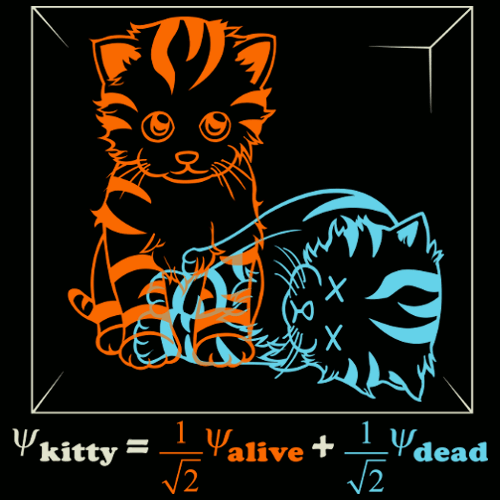 ψkitty = 1/√2 ψalive + 1/√2 ψdead